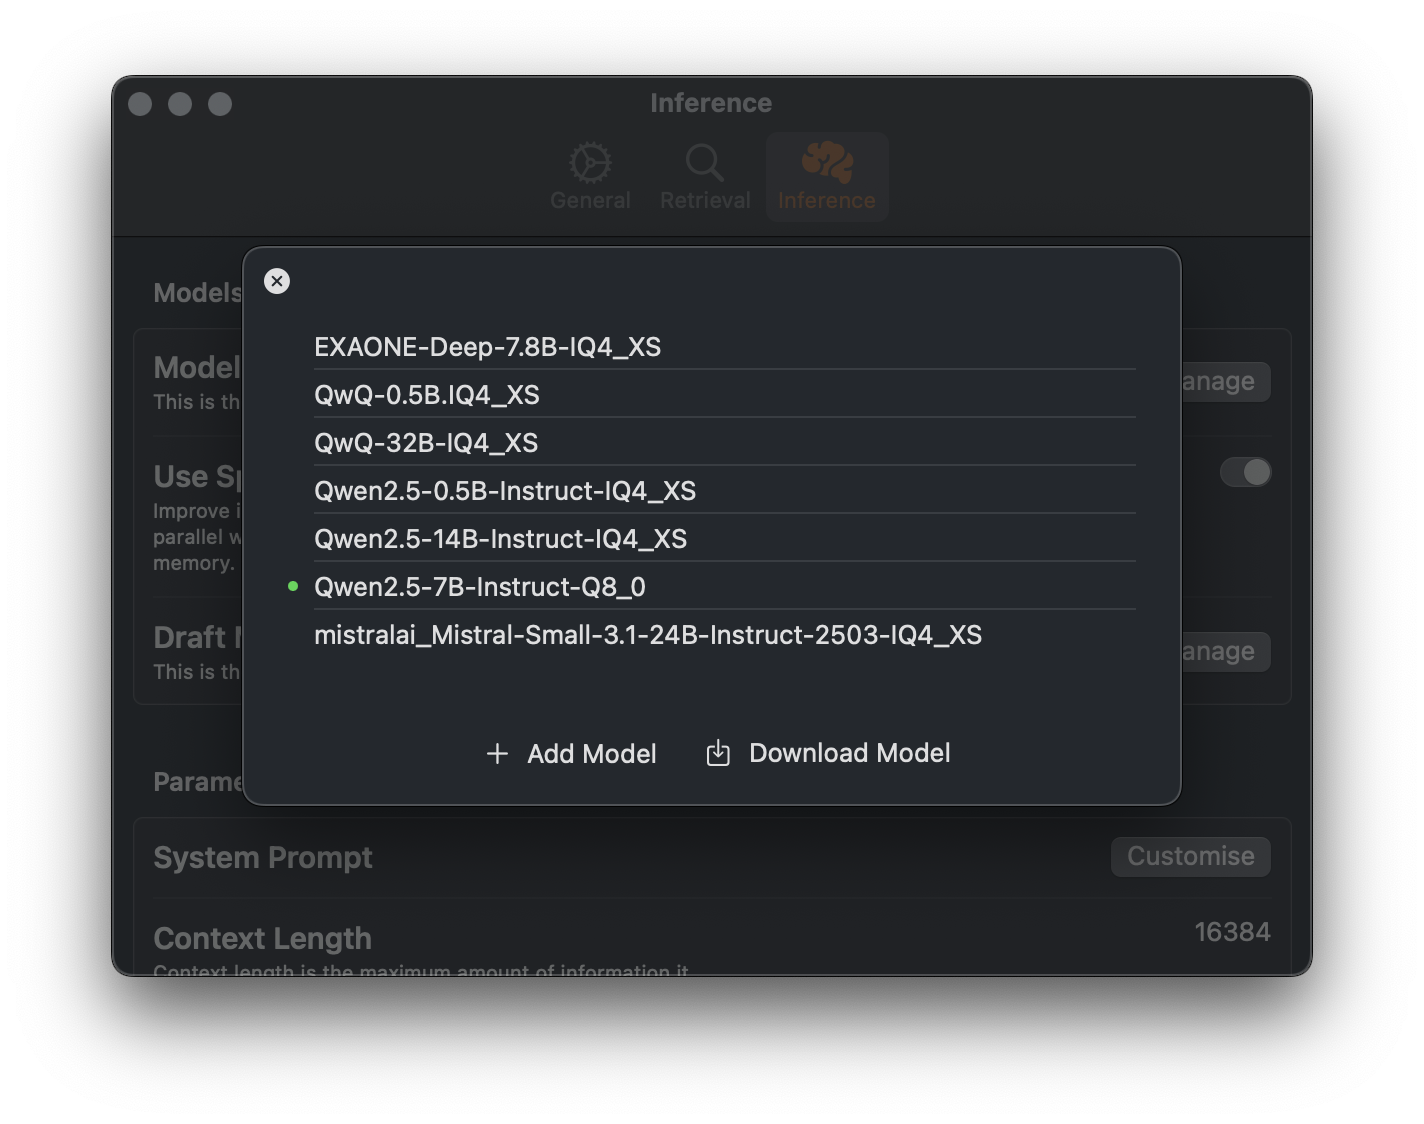 Inference
General
Retrieval
Inference
Models
Model
This is th
anage
Use Sp
Improve i
parallel w
memory.
Draft
This is th
anage
EXAONE-Deep-7.8B-IQ4_XS
QwQ-0.5B.IQ4_XS
QwQ-32B-IQ4_XS
Qwen2.5-0.5B-Instruct-IQ4_XS
Qwen2.5-14B-Instruct-IQ4_XS
Qwen2.5-7B-Instruct-Q8_0
mistralai_Mistral-Small-3.1-24B-Instruct-2503-IQ4_XS
+ Add Model
Download Model
Parame
System Prompt
Customise
Context Length
16384
Context length is the maximum amount of information it